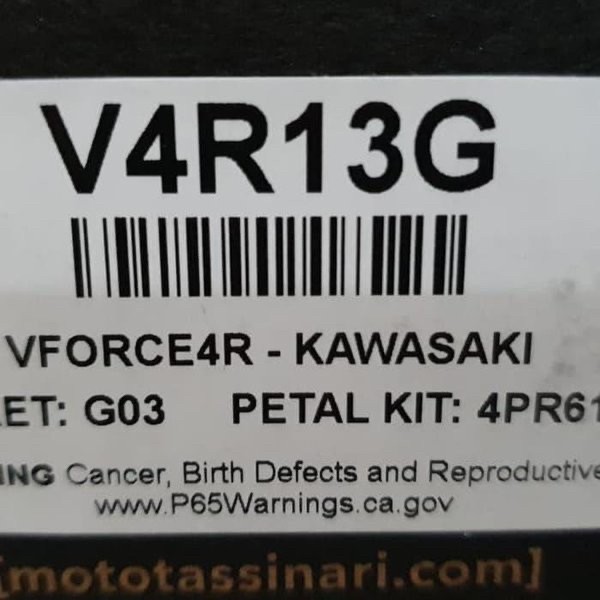 V4R13G
VFORCE4R - KAWASAKI
ET: G03 PETAL KIT: 4PR61
ING Cancer, Birth Defects and Reproductive
www.P65Warnings.ca.gov
[mototassinari.com]